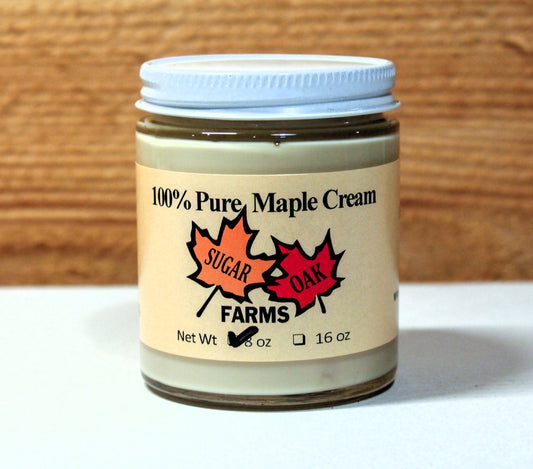 100% Pure Maple Cream
SUGAR
OAK
FARMS
Net Wt 8 oz 16 oz